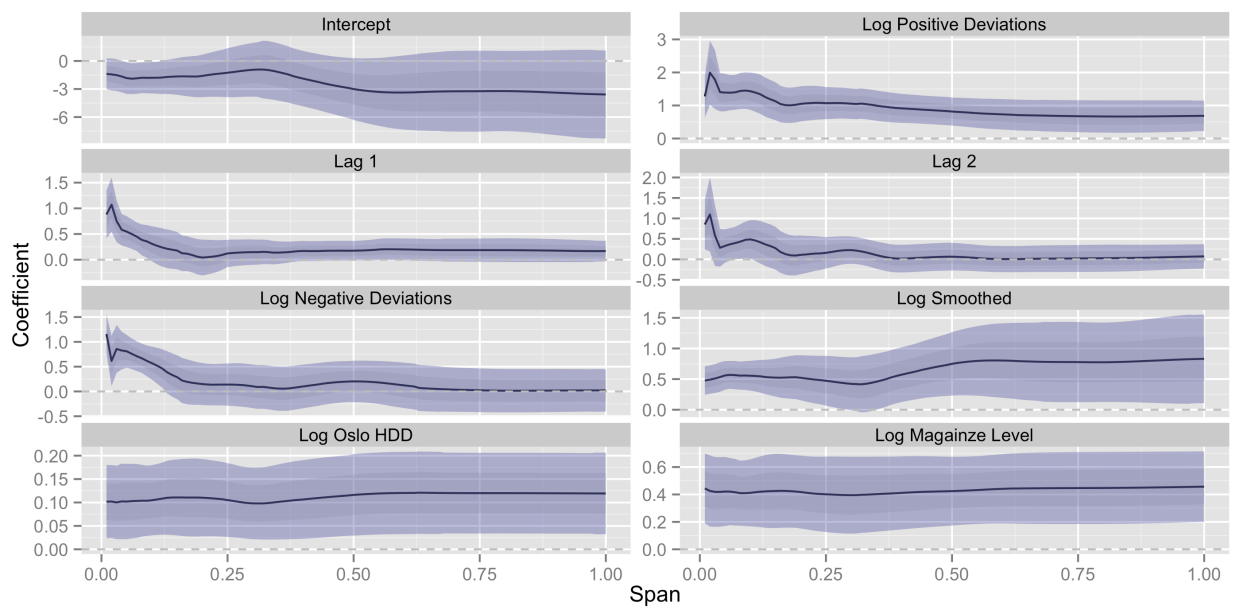 Intercept
Log Positive Deviations
0
-3
-6
3
2
1
0
Lag 1
Lag 2
1.5
1.0
0.5
0.0
2.0
1.5
1.0
0.5
0.0
-0.5
Log Negative Deviations
Log Smoothed
1.5
1.0
0.5
0.0
-0.5
1.5
1.0
0.5
0.0
Log Oslo HDD
Log Magainze Level
0.20
0.15
0.10
0.05
0.00
0.6
0.4
0.2
0.0
0.00 0.25 0.50 0.75 1.00
0.00 0.25 0.50 0.75 1.00
Coefficient
Span